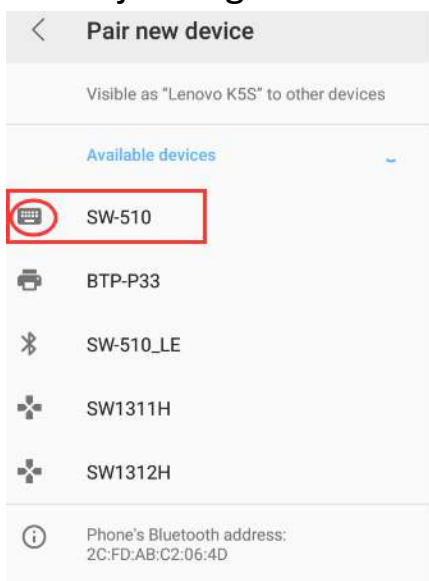 Pair new device
Visible as "Lenovo K5S" to other devices
Available devices
SW-510
BTP-P33
SW-510_LE
SW1311H
SW1312H
Phone's Bluetooth address:
2C:FD:AB:C2:06:4D